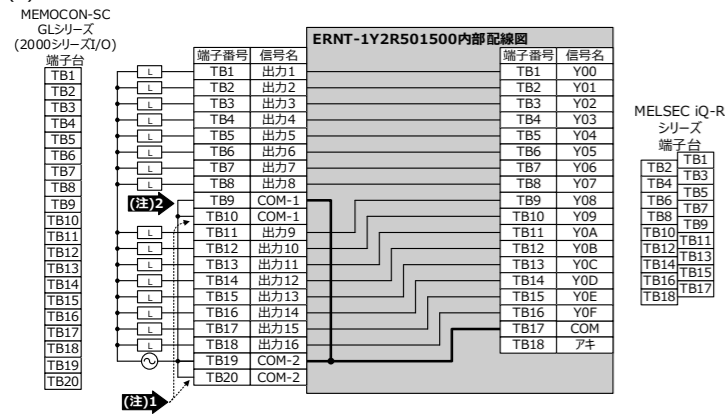 MEMOCON-SC
GLシリーズ
(2000シリーズI/O)
端子台
TB1
TB2
TB3
TB4
TB5
TB6
TB7
TB8
TB9
TB10
TB11
TB12
TB13
TB14
TB15
TB16
TB17
TB18
TB19
TB20
ERNT-1Y2R501500内部配線図
端子番号 信号名 端子番号 信号名
L TB1 出力1 TB1 Y00
L TB2 出力2 TB2 Y01
L TB3 出力3 TB3 Y02
L TB4 出力4 TB4 Y03
L TB5 出力5 TB5 Y04
L TB6 出力6 TB6 Y05
L TB7 出力7 TB7 Y06
L TB8 出力8 TB8 Y07
(注)2 TB9 COM-1 TB9 Y08
TB10 COM-1 TB10 Y09
L TB11 出力9 TB11 Y0A
L TB12 出力10 TB12 Y0B
L TB13 出力11 TB13 Y0C
L TB14 出力12 TB14 Y0D
L TB15 出力13 TB15 Y0E
L TB16 出力14 TB16 Y0F
L TB17 出力15 TB17 COM
L TB18 出力16 TB18 アキ
TB19 COM-2
TB20 COM-2
(注)1
MELSEC iQ-R
シリーズ
端子台
TB1
TB2
TB3
TB4
TB5
TB6
TB7
TB8
TB9
TB10
TB11
TB12
TB13
TB14
TB15
TB16
TB17
TB18